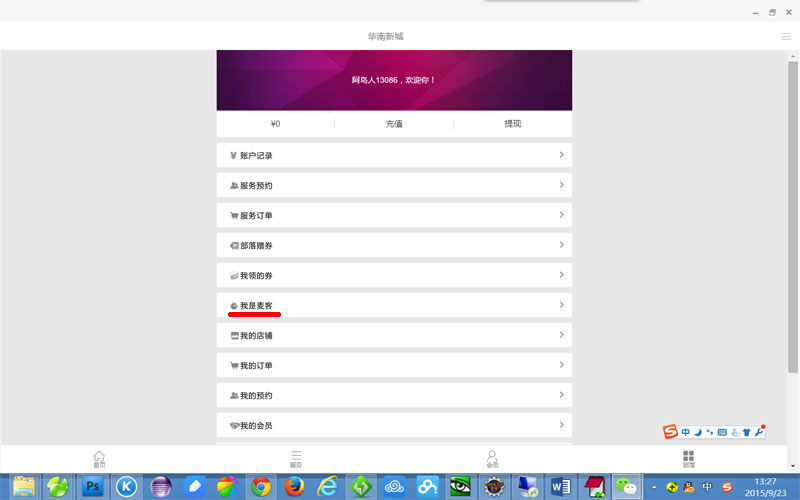 华南新城
阿鸟人13086，欢迎你！
¥0 充值 提现
账户记录
服务预约
服务订单
部落赠券
我领的券
我是麦客
我的店铺
我的订单
我的预约
我的会员
首页 服务 会员 部落
中
Ps K W 中
13:27
2015/9/23